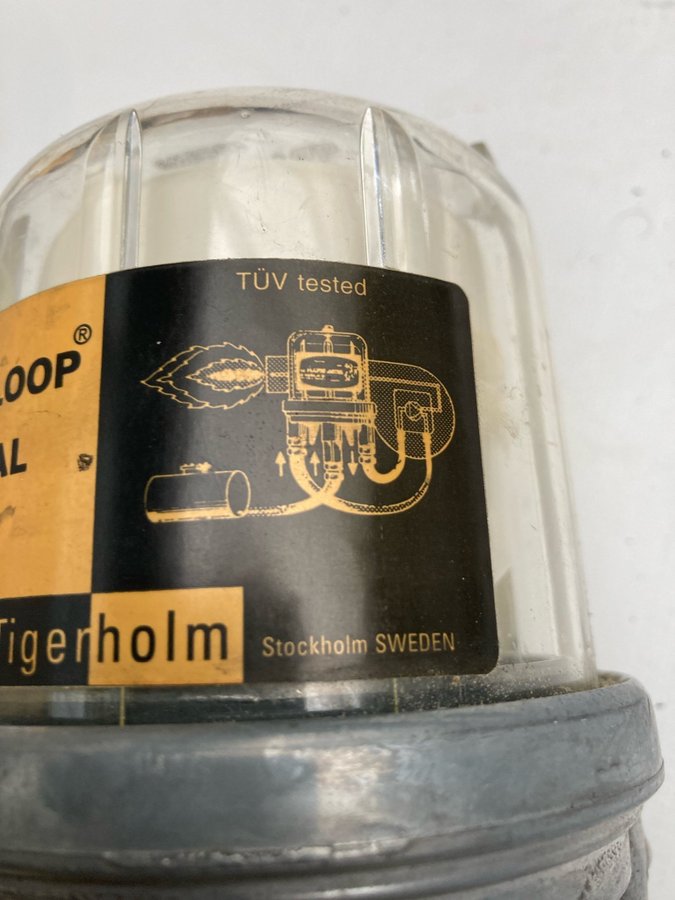 TÜV tested
LOOP®
AL
Tigerholm
Stockholm SWEDEN